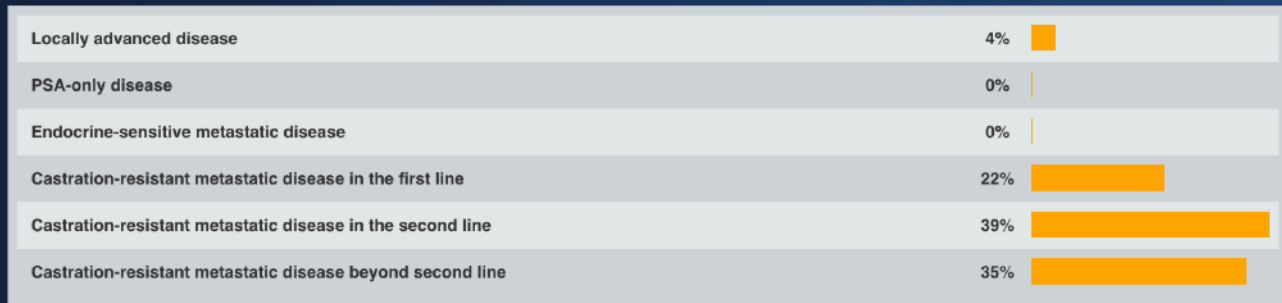 Locally advanced disease 4%
PSA-only disease 0%
Endocrine-sensitive metastatic disease 0%
Castration-resistant metastatic disease in the first line 22%
Castration-resistant metastatic disease in the second line 39%
Castration-resistant metastatic disease beyond second line 35%